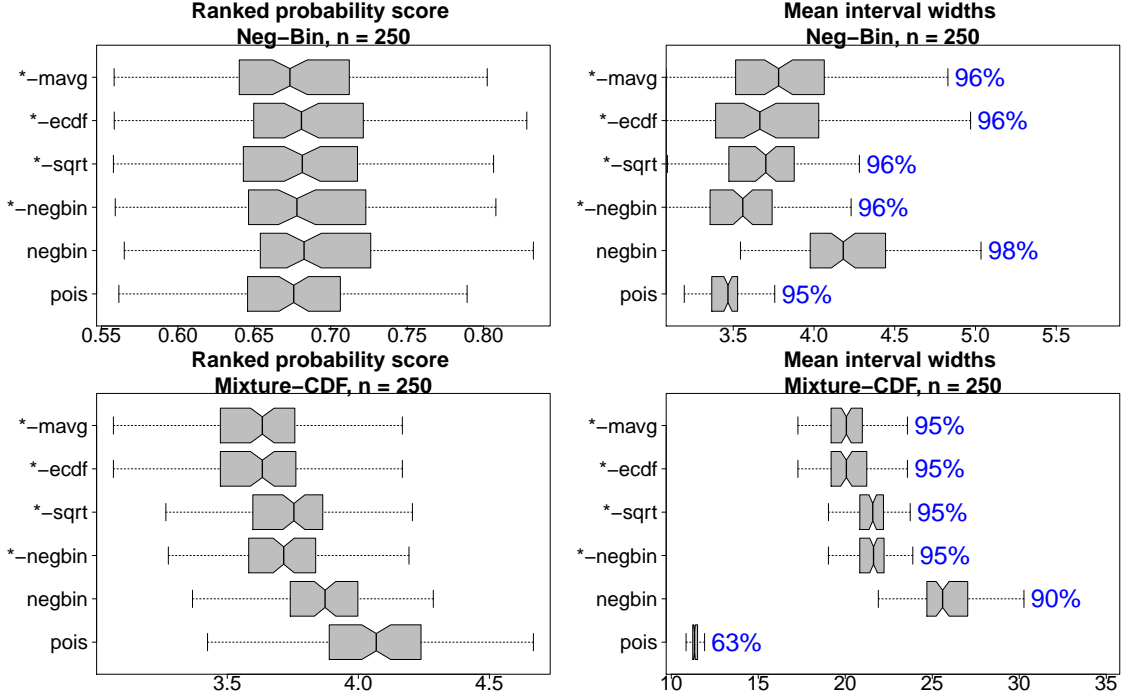 Ranked probability score
Neg−Bin, n = 250
*−mavg
*−ecdf
*−sqrt
*−negbin
negbin
pois
0.55 0.60 0.65 0.70 0.75 0.80
Mean interval widths
Neg−Bin, n = 250
*−mavg 96%
*−ecdf 96%
*−sqrt 96%
*−negbin 96%
negbin 98%
pois 95%
3.5 4.0 4.5 5.0 5.5
Ranked probability score
Mixture−CDF, n = 250
*−mavg
*−ecdf
*−sqrt
*−negbin
negbin
pois
3.5 4.0 4.5
Mean interval widths
Mixture−CDF, n = 250
*−mavg 95%
*−ecdf 95%
*−sqrt 95%
*−negbin 95%
negbin 90%
pois 63%
10 15 20 25 30 35